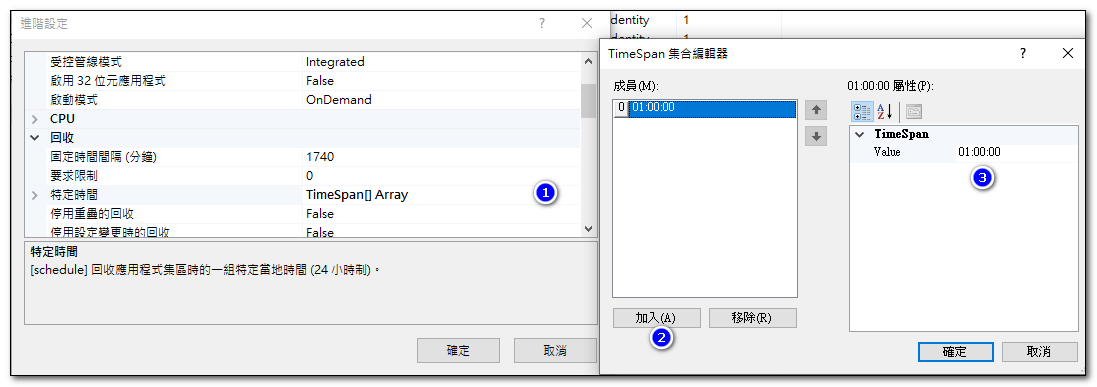 進階設定
?
受控管線模式 Integrated
啟用 32 位元應用程式 False
啟動模式 OnDemand
CPU
回收
固定時間間隔 (分鐘) 1740
要求限制 0
特定時間 TimeSpan[] Array
1
停用重疊的回收 False
停用設定變更時的回收 False
特定時間
[schedule] 回收應用程式集區時的一組特定當地時間 (24 小時制)。
確定
取消
dentity 1
TimeSpan 集合編輯器
?
成員(M):
0 01:00:00
加入(A)
2
移除(R)
01:00:00 屬性(P):
TimeSpan
Value 01:00:00
3
確定
取消